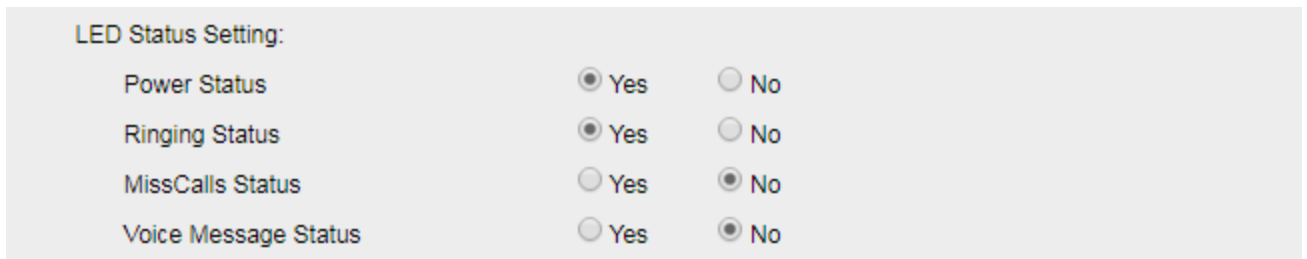 LED Status Setting:
Power Status Yes No
Ringing Status Yes No
MissCalls Status Yes No
Voice Message Status Yes No